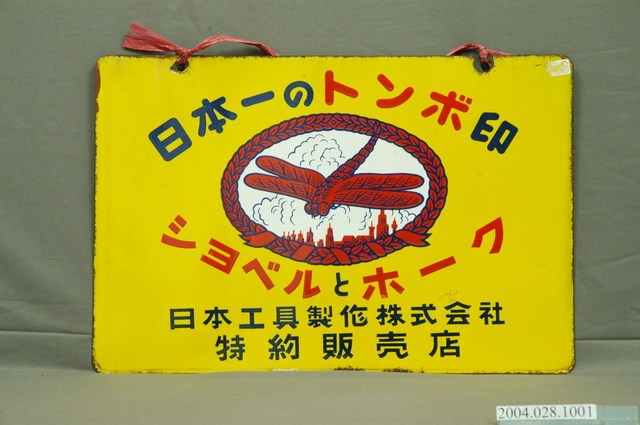 日本一のトンボ印
シヨベルとホーク
日本工具製作株式会社
特約販売店
2004.028.1001